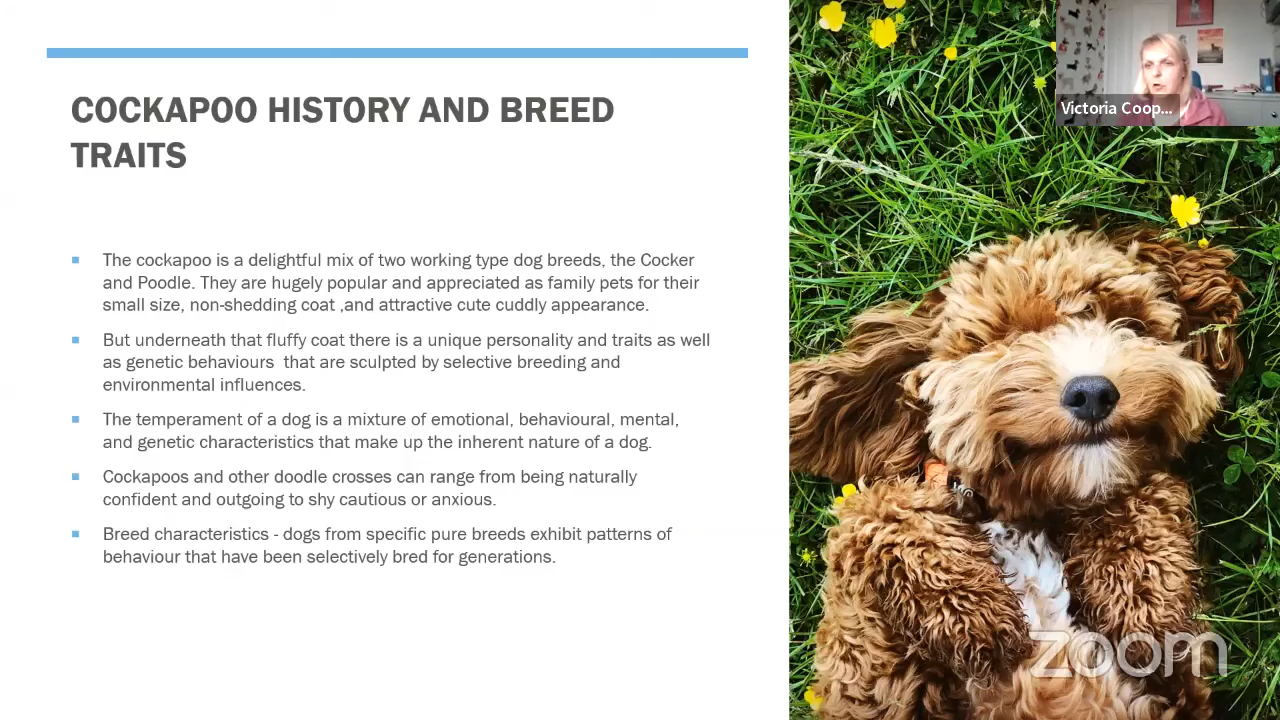 COCKAPOO HISTORY AND BREED
TRAITS
The cockapoo is a delightful mix of two working type dog breeds, the Cocker
and Poodle. They are hugely popular and appreciated as family pets for their
small size, non-shedding coat ,and attractive cute cuddly appearance.
But underneath that fluffy coat there is a unique personality and traits as well
as genetic behaviours  that are sculpted by selective breeding and
environmental influences.
The temperament of a dog is a mixture of emotional, behavioural, mental,
and genetic characteristics that make up the inherent nature of a dog.
Cockapoos and other doodle crosses can range from being naturally
confident and outgoing to shy cautious or anxious.
Breed characteristics - dogs from specific pure breeds exhibit patterns of
behaviour that have been selectively bred for generations.
Victoria Coop...
zoom